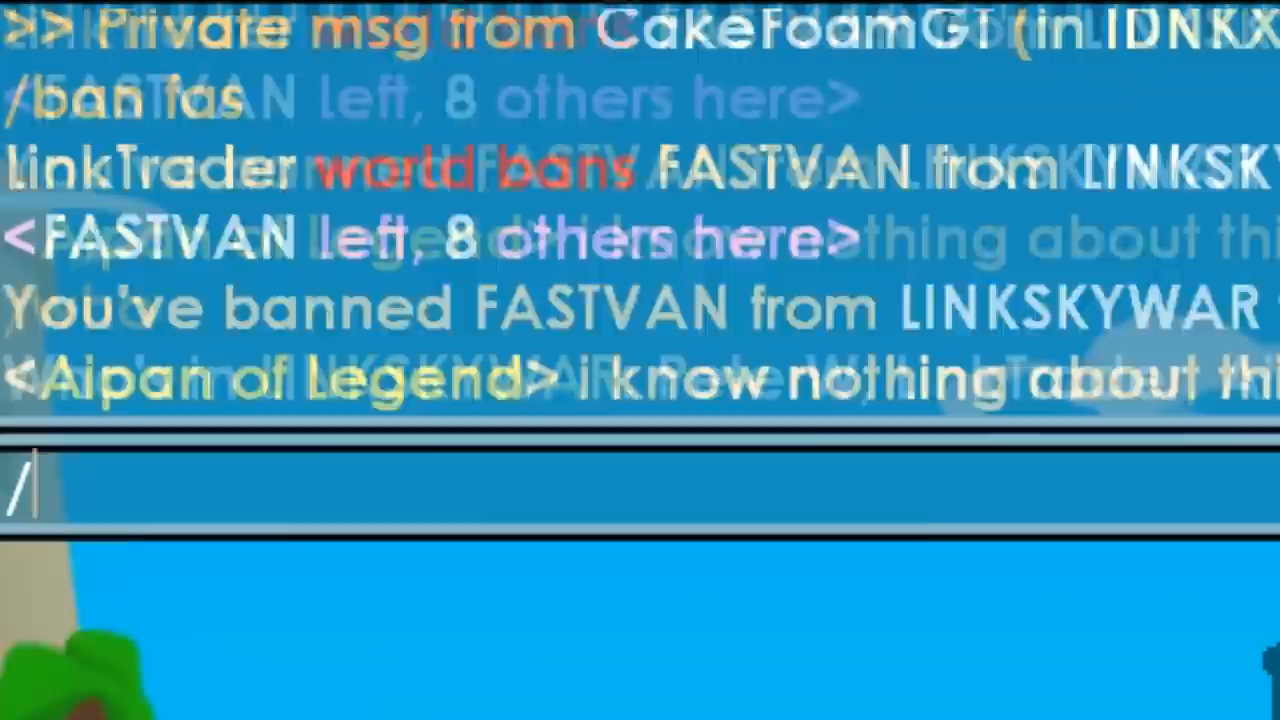 >> Private msg from CakeFoamGT (in IDNKX
/ban fas
LinkTrader world bans FASTVAN from LINKSKY
<FASTVAN left, 8 others here>
You've banned FASTVAN from LINKSKYWAR
<Aipan of Legend> i know nothing about thi
/